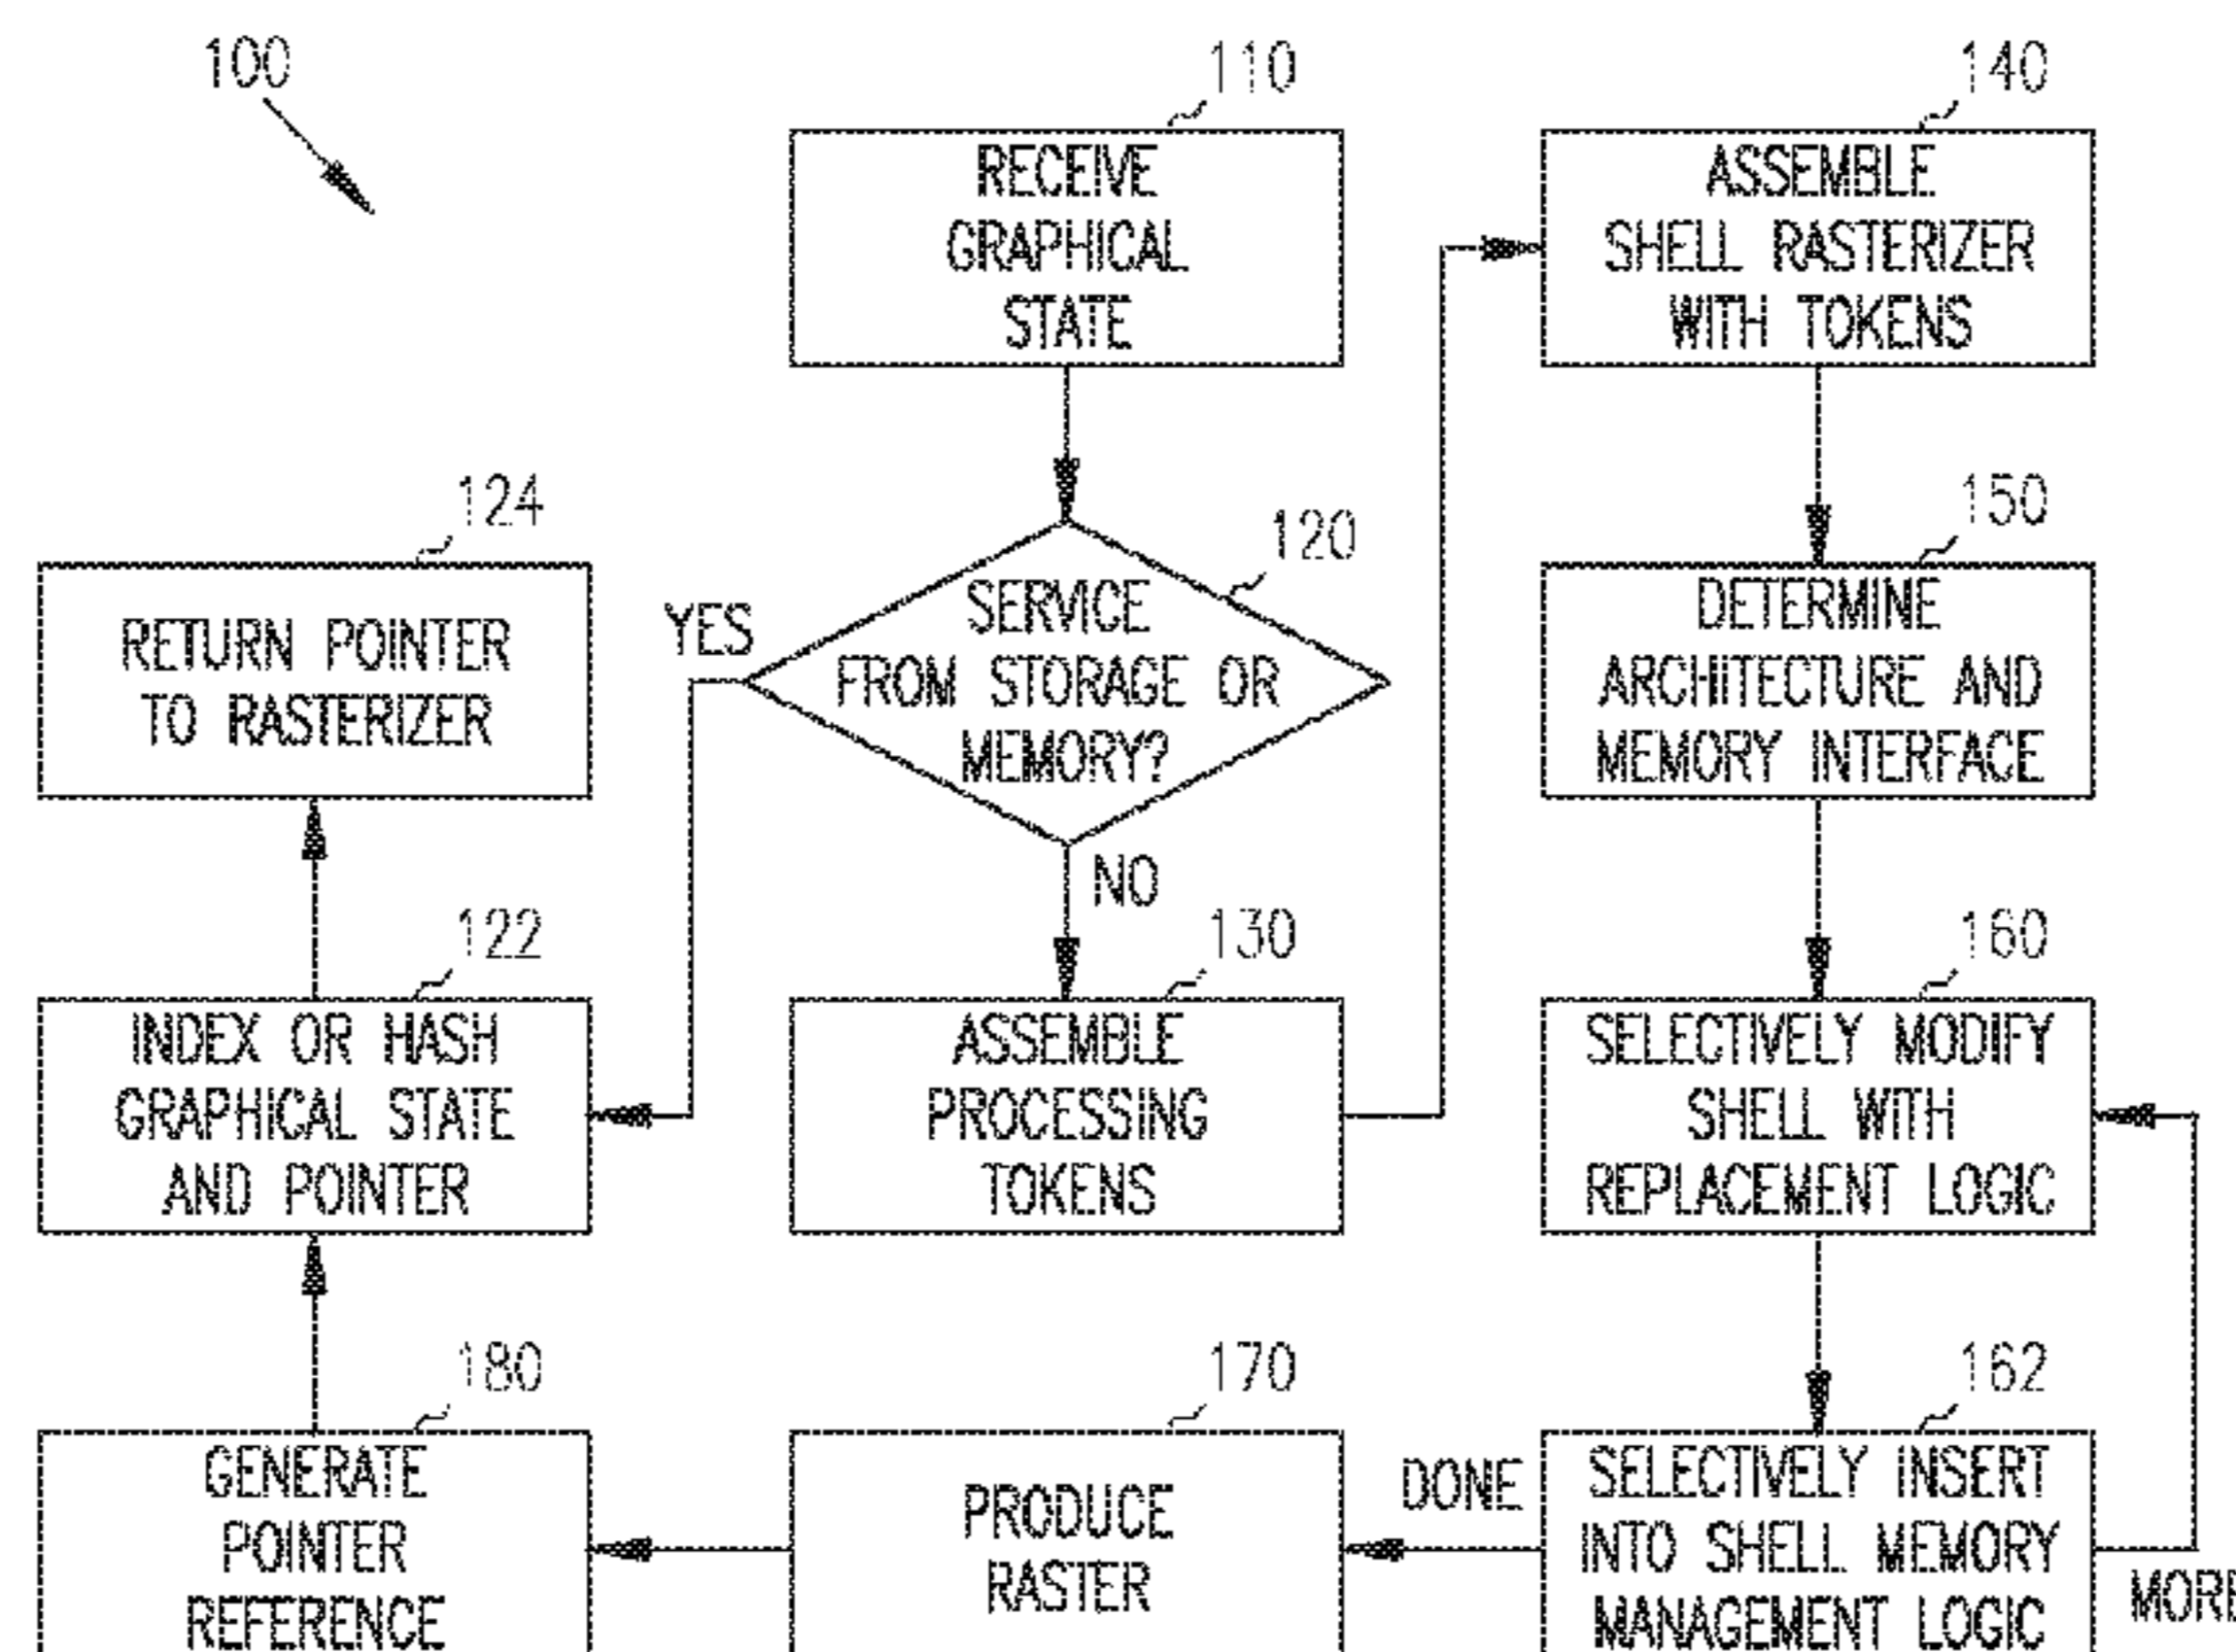 100
110
RECEIVE
GRAPHICAL
STATE
140
ASSEMBLE
SHELL RASTERIZER
WITH TOKENS
124
RETURN POINTER
TO RASTERIZER
YES
120
SERVICE
FROM STORAGE OR
MEMORY?
NO
150
DETERMINE
ARCHITECTURE AND
MEMORY INTERFACE
122
INDEX OR HASH
GRAPHICAL STATE
AND POINTER
130
ASSEMBLE
PROCESSING
TOKENS
160
SELECTIVELY MODIFY
SHELL WITH
REPLACEMENT LOGIC
180
GENERATE
POINTER
REFERENCE
170
PRODUCE
RASTER
DONE
162
SELECTIVELY INSERT
INTO SHELL MEMORY
MANAGEMENT LOGIC
MORE